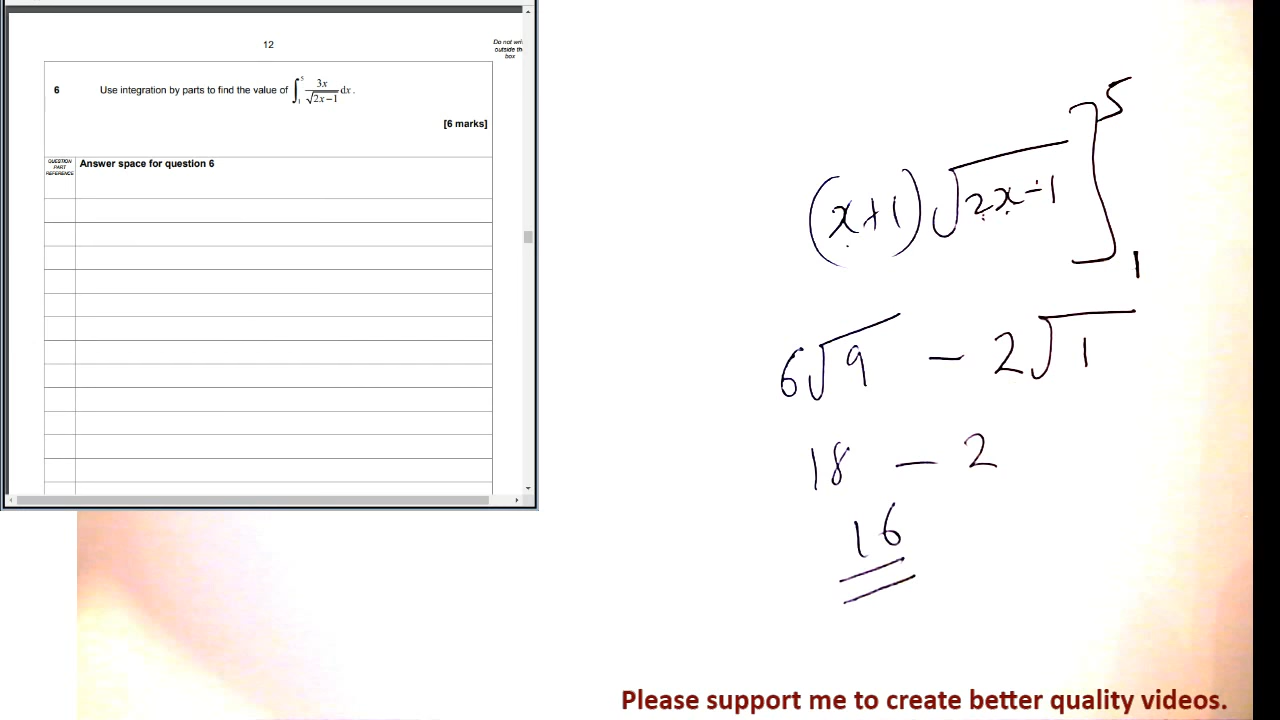 12
Do not wri
outside th
box
6 Use integration by parts to find the value of ∫₁⁵ 3x/√(2x−1) dx.
[6 marks]
QUESTION
PART
REFERENCE
Answer space for question 6
(x+1)√(2x−1) ]₁⁵
6√9 − 2√1
18 − 2
16
Please support me to create better quality videos.